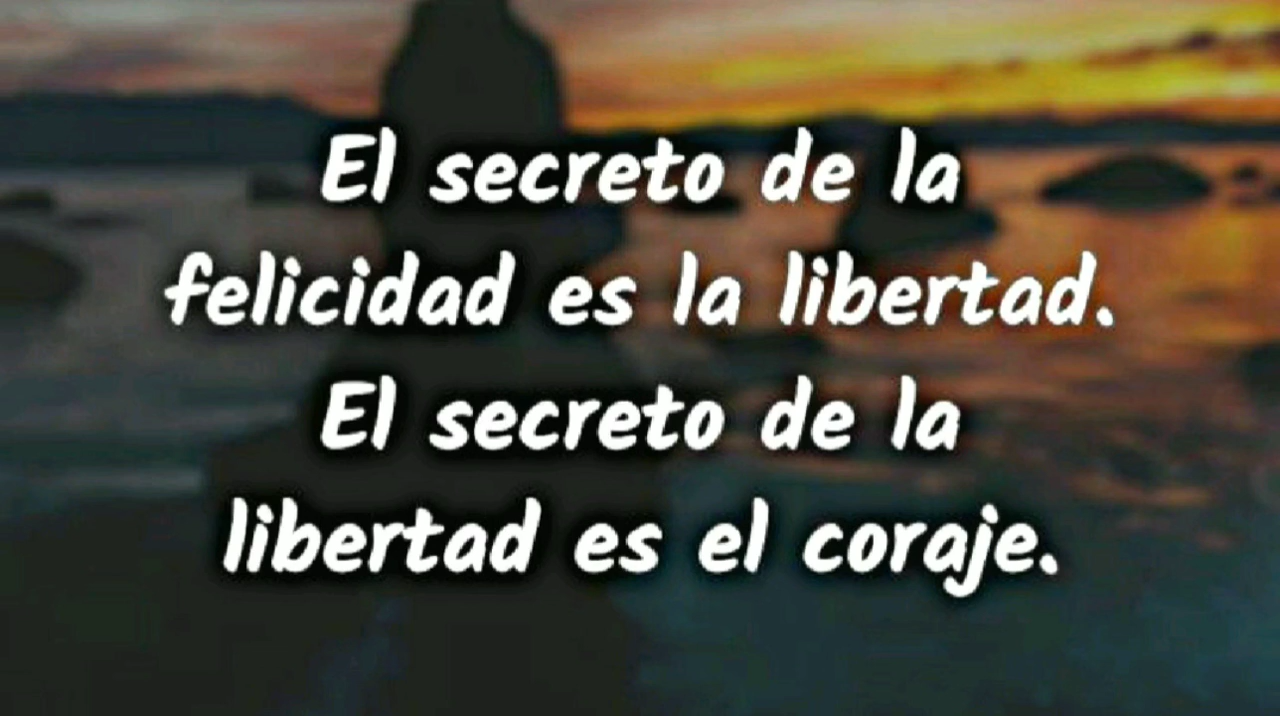 El secreto de la
felicidad es la libertad.
El secreto de la
libertad es el coraje.